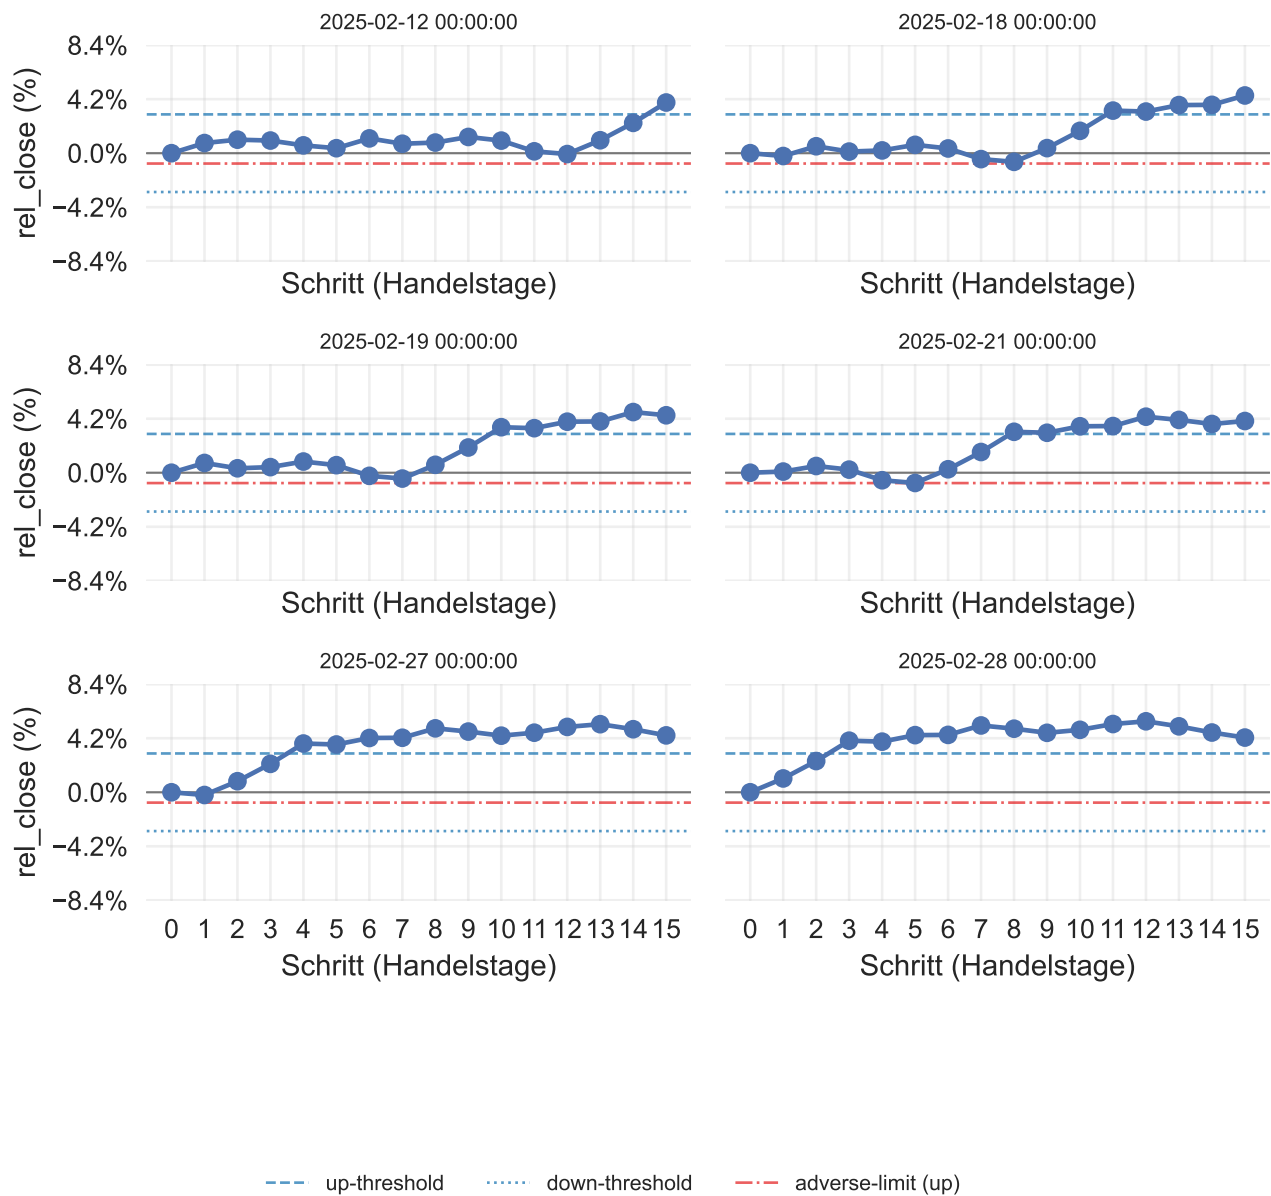 2025-02-12 00:00:00
2025-02-18 00:00:00
8.4%
4.2%
0.0%
−4.2%
−8.4%
rel_close (%)
Schritt (Handelstage)
Schritt (Handelstage)
2025-02-19 00:00:00
2025-02-21 00:00:00
8.4%
4.2%
0.0%
−4.2%
−8.4%
rel_close (%)
Schritt (Handelstage)
Schritt (Handelstage)
2025-02-27 00:00:00
2025-02-28 00:00:00
8.4%
4.2%
0.0%
−4.2%
−8.4%
rel_close (%)
0 1 2 3 4 5 6 7 8 9 10 11 12 13 14 15
0 1 2 3 4 5 6 7 8 9 10 11 12 13 14 15
Schritt (Handelstage)
Schritt (Handelstage)
up-threshold
down-threshold
adverse-limit (up)